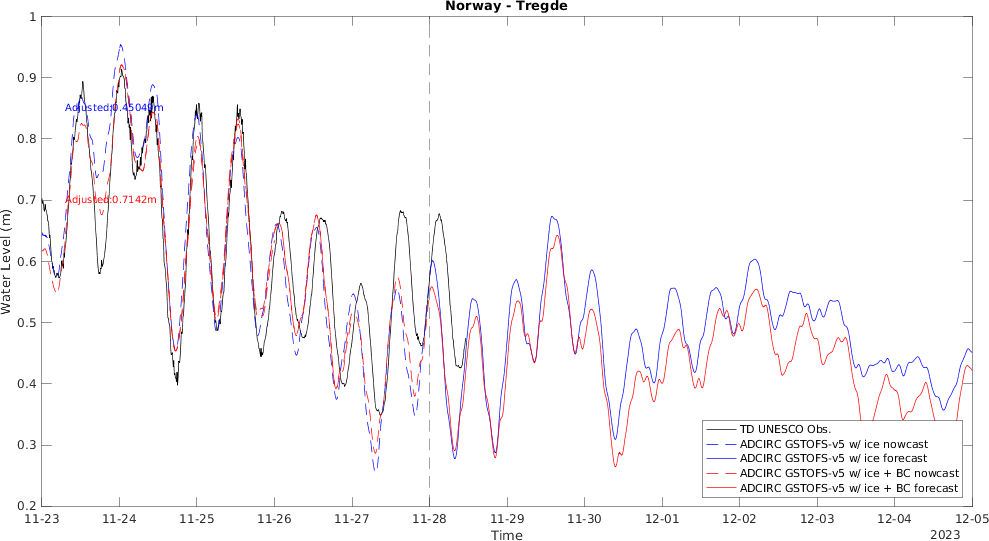 Norway - Tregde
1
0.9
0.8
0.7
0.6
0.5
0.4
0.3
0.2
Water Level (m)
Adjusted:0.45049m
Adjusted:0.7142m
TD UNESCO Obs.
ADCIRC GSTOFS-v5 w/ ice nowcast
ADCIRC GSTOFS-v5 w/ ice forecast
ADCIRC GSTOFS-v5 w/ ice + BC nowcast
ADCIRC GSTOFS-v5 w/ ice + BC forecast
11-23 11-24 11-25 11-26 11-27 11-28 11-29 11-30 12-01 12-02 12-03 12-04 12-05
Time
2023